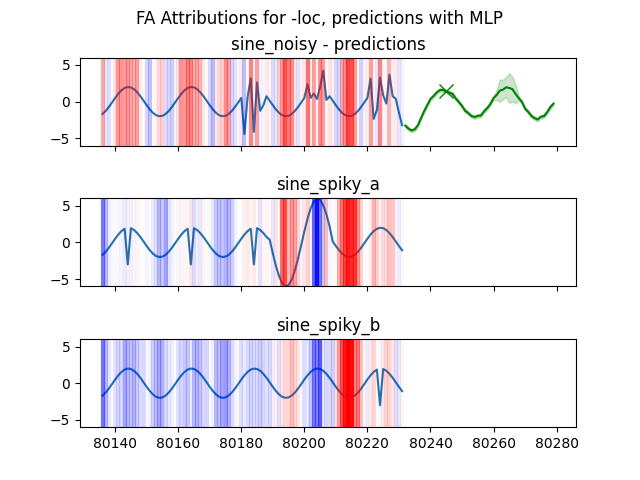 FA Attributions for -loc, predictions with MLP
sine_noisy - predictions
5
0
−5
sine_spiky_a
5
0
−5
sine_spiky_b
5
0
−5
80140 80160 80180 80200 80220 80240 80260 80280